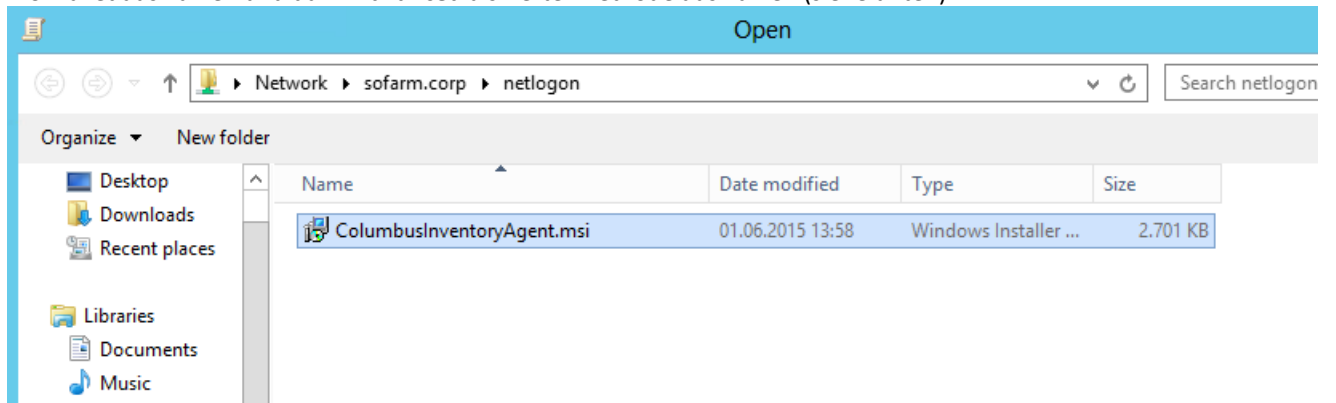 Open
Network ▸ sofarm.corp ▸ netlogon
Search netlogon
Organize
New folder
Desktop
Downloads
Recent places
Libraries
Documents
Music
Name Date modified Type Size
ColumbusInventoryAgent.msi 01.06.2015 13:58 Windows Installer ... 2.701 KB